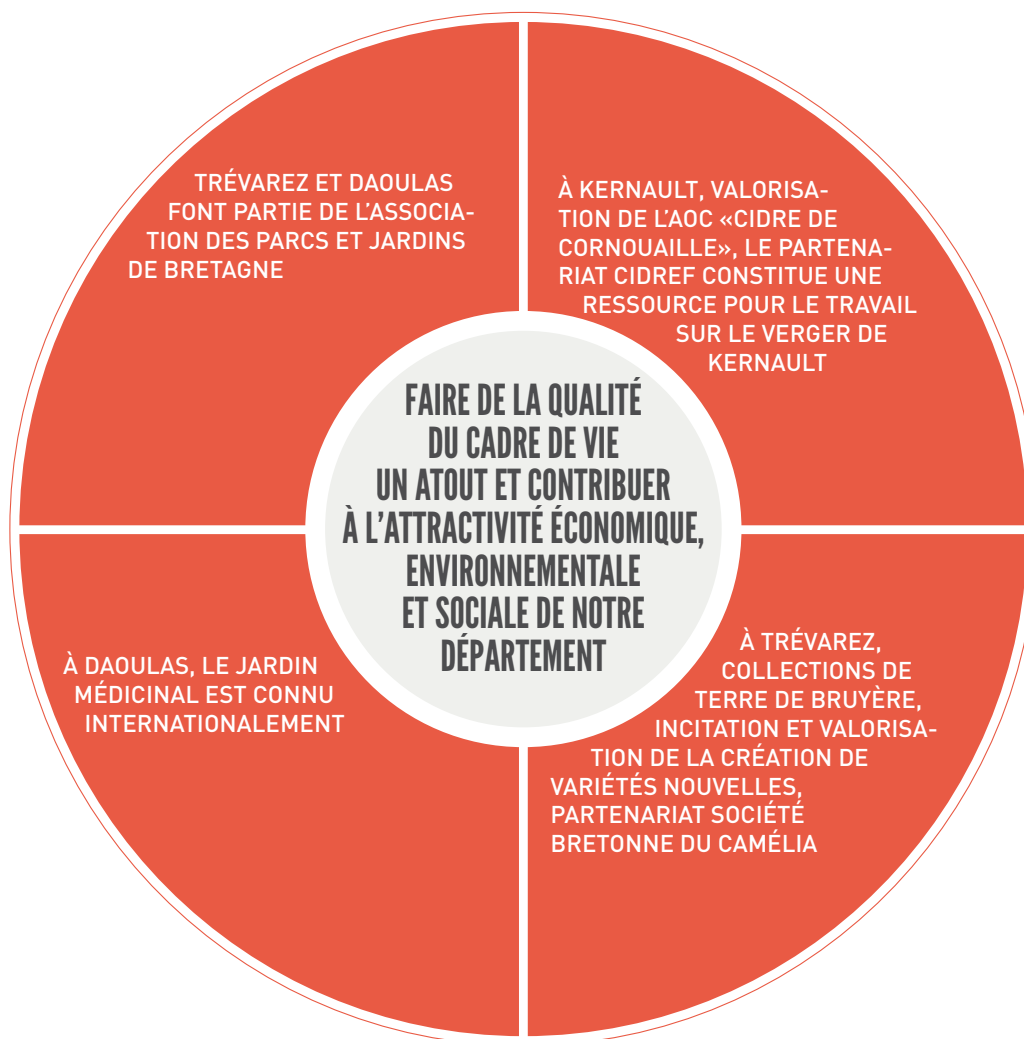 TRÉVAREZ ET DAOULAS
FONT PARTIE DE L'ASSOCIA-
TION DES PARCS ET JARDINS
DE BRETAGNE
À KERNAULT, VALORISA-
TION DE L'AOC «CIDRE DE
CORNOUAILLE», LE PARTENA-
RIAT CIDREF CONSTITUE UNE
RESSOURCE POUR LE TRAVAIL
SUR LE VERGER DE
KERNAULT
FAIRE DE LA QUALITÉ
DU CADRE DE VIE
UN ATOUT ET CONTRIBUER
À L'ATTRACTIVITÉ ÉCONOMIQUE,
ENVIRONNEMENTALE
ET SOCIALE DE NOTRE
DÉPARTEMENT
À DAOULAS, LE JARDIN
MÉDICINAL EST CONNU
INTERNATIONALEMENT
À TRÉVAREZ,
COLLECTIONS DE
TERRE DE BRUYÈRE,
INCITATION ET VALORISA-
TION DE LA CRÉATION DE
VARIÉTÉS NOUVELLES,
PARTENARIAT SOCIÉTÉ
BRETONNE DU CAMÉLIA